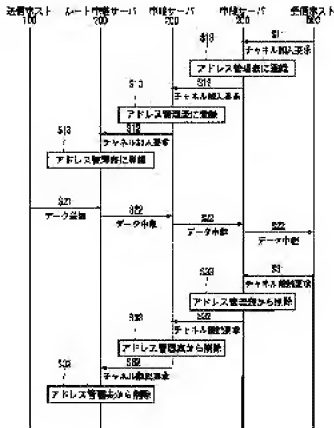 送信ホスト ルート中継サーバ 中継サーバ 中継サーバ 受信ホスト
100 200 200 200 300
S11
チャネル加入要求
S13
アドレス管理表に登録
S12
チャネル加入要求
S13
アドレス管理表に登録
S12
チャネル加入要求
S13
アドレス管理表に登録
S21
データ送信
S22
データ中継
S22
データ中継
S22
データ中継
S31
チャネル離脱要求
S33
アドレス管理表から削除
S32
チャネル離脱要求
S33
アドレス管理表から削除
S32
チャネル離脱要求
S33
アドレス管理表から削除